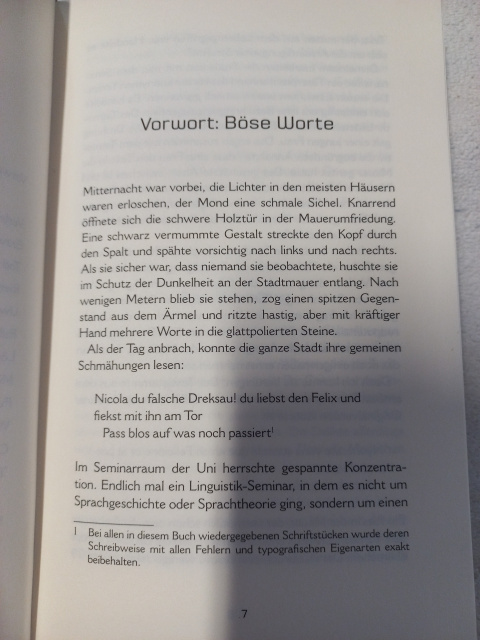 Vorwort: Böse Worte
Mitternacht war vorbei, die Lichter in den meisten Häusern
waren erloschen, der Mond eine schmale Sichel. Knarrend
öffnete sich die schwere Holztür in der Mauerumfriedung.
Eine schwarz vermummte Gestalt streckte den Kopf durch
den Spalt und spähte vorsichtig nach links und nach rechts.
Als sie sicher war, dass niemand sie beobachtete, huschte sie
im Schutz der Dunkelheit an der Stadtmauer entlang. Nach
wenigen Metern blieb sie stehen, zog einen spitzen Gegen-
stand aus dem Ärmel und ritzte hastig, aber mit kräftiger
Hand mehrere Worte in die glattpolierten Steine.
Als der Tag anbrach, konnte die ganze Stadt ihre gemeinen
Schmähungen lesen:
Nicola du falsche Dreksau! du liebst den Felix und
fiekst mit ihn am Tor
Pass blos auf was noch passiert¹
Im Seminarraum der Uni herrschte gespannte Konzentra-
tion. Endlich mal ein Linguistik-Seminar, in dem es nicht um
Sprachgeschichte oder Sprachtheorie ging, sondern um einen
1 Bei allen in diesem Buch wiedergegebenen Schriftstücken wurde deren
Schreibweise mit allen Fehlern und typografischen Eigenarten exakt
beibehalten.
7